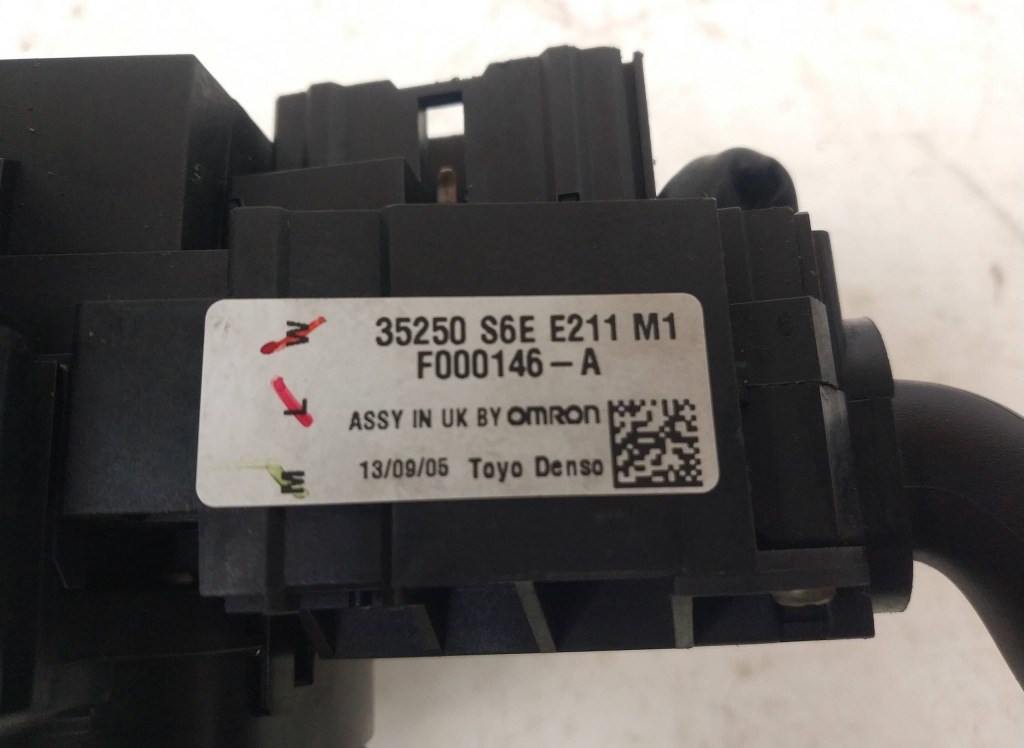 35250 S6E E211 M1
F000146-A
ASSY IN UK BY OMRON
13/09/05 Toyo Denso
W
L
M